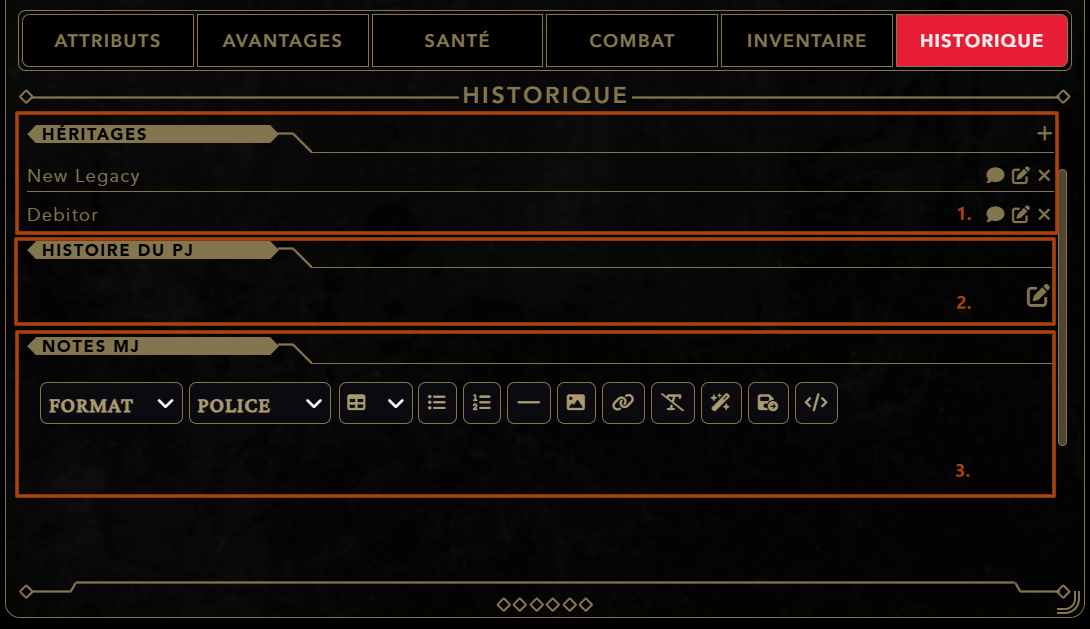 ATTRIBUTS AVANTAGES SANTÉ COMBAT INVENTAIRE HISTORIQUE
HISTORIQUE
HÉRITAGES
New Legacy
Debitor 1.
HISTOIRE DU PJ
2.
NOTES MJ
FORMAT POLICE
3.